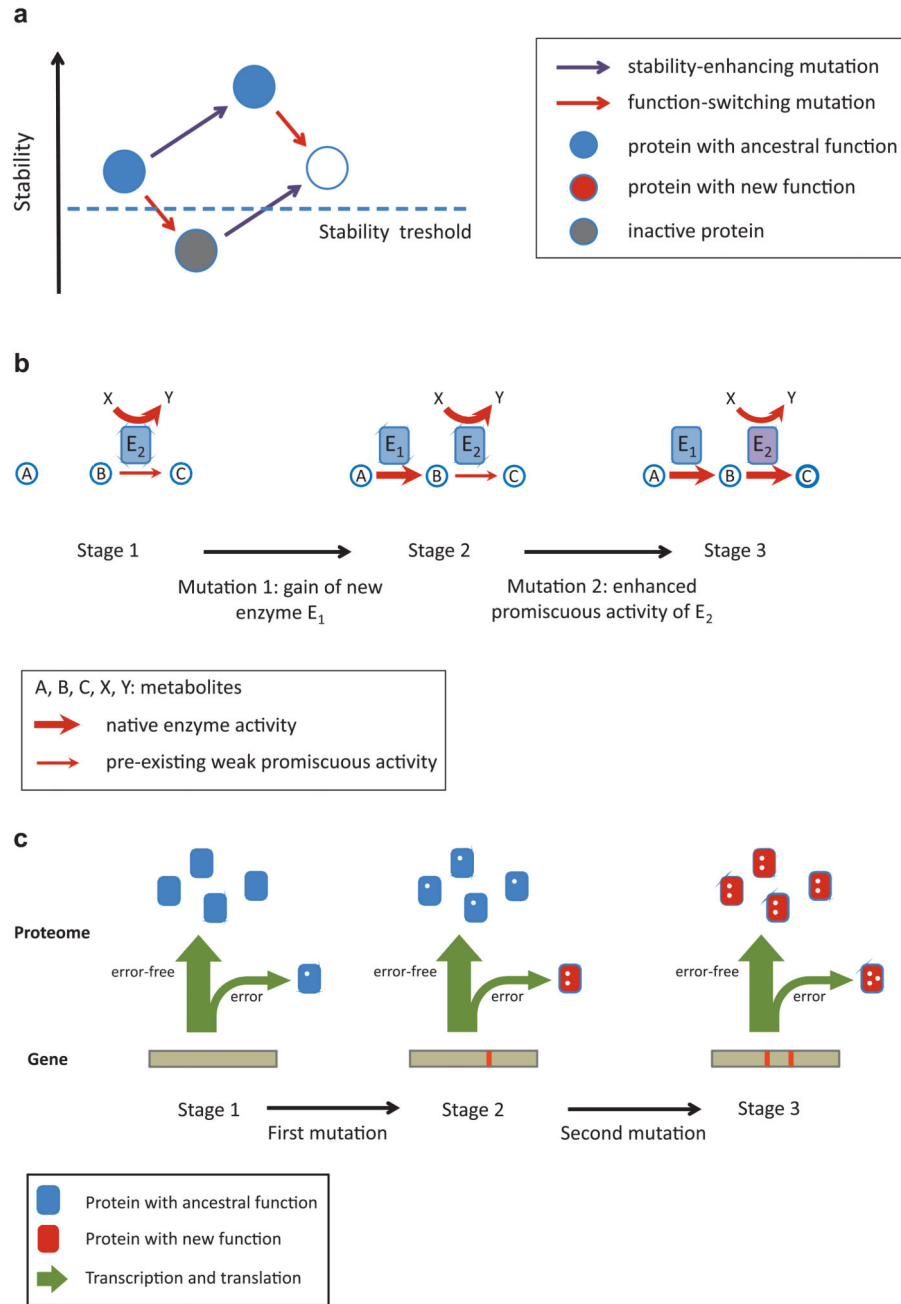 a
Stability
Stability treshold
stability-enhancing mutation
function-switching mutation
protein with ancestral function
protein with new function
inactive protein
b
X Y
E2
A B C
X Y
E1 E2
A B C
X Y
E1 E2
A B C
Stage 1 Stage 2 Stage 3
Mutation 1: gain of new
enzyme E1
Mutation 2: enhanced
promiscuous activity of E2
A, B, C, X, Y: metabolites
native enzyme activity
pre-existing weak promiscuous activity
c
Proteome
error-free error
error-free error
error-free error
Gene
Stage 1 Stage 2 Stage 3
First mutation Second mutation
Protein with ancestral function
Protein with new function
Transcription and translation